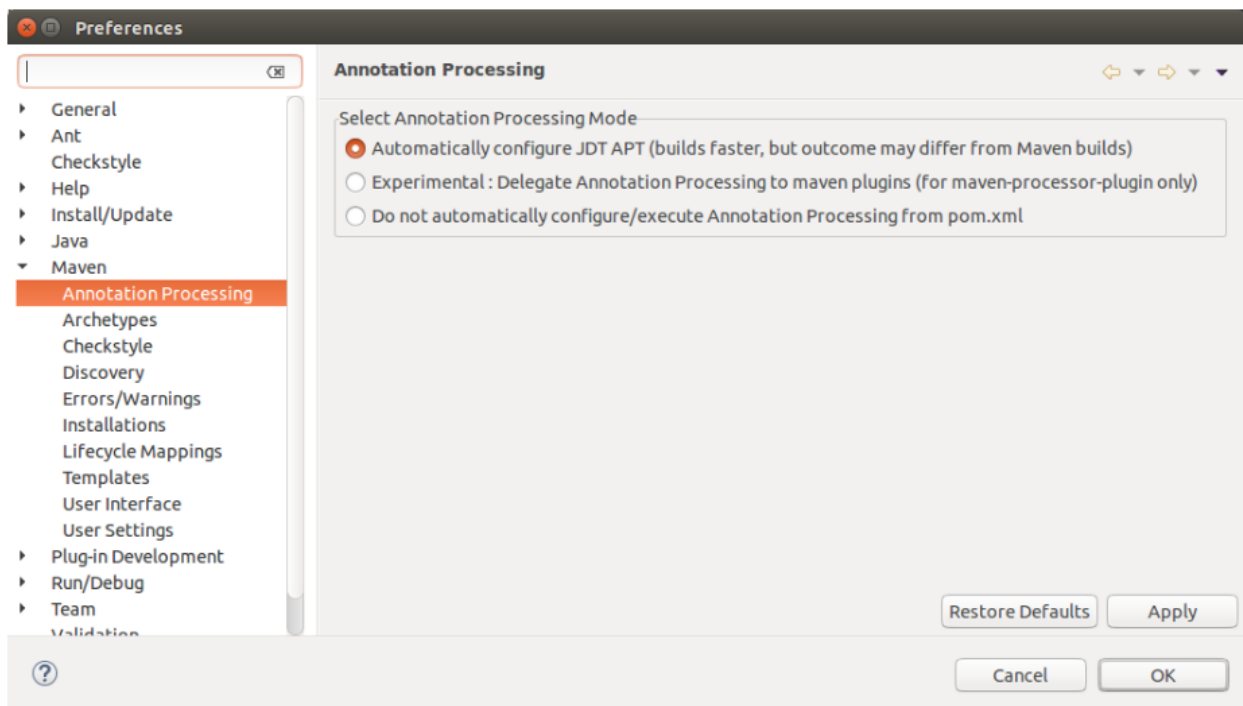 Preferences
Annotation Processing
General
Ant
Checkstyle
Help
Install/Update
Java
Maven
Annotation Processing
Archetypes
Checkstyle
Discovery
Errors/Warnings
Installations
Lifecycle Mappings
Templates
User Interface
User Settings
Plug-in Development
Run/Debug
Team
Validation
Select Annotation Processing Mode
Automatically configure JDT APT (builds faster, but outcome may differ from Maven builds)
Experimental : Delegate Annotation Processing to maven plugins (for maven-processor-plugin only)
Do not automatically configure/execute Annotation Processing from pom.xml
Restore Defaults
Apply
Cancel
OK